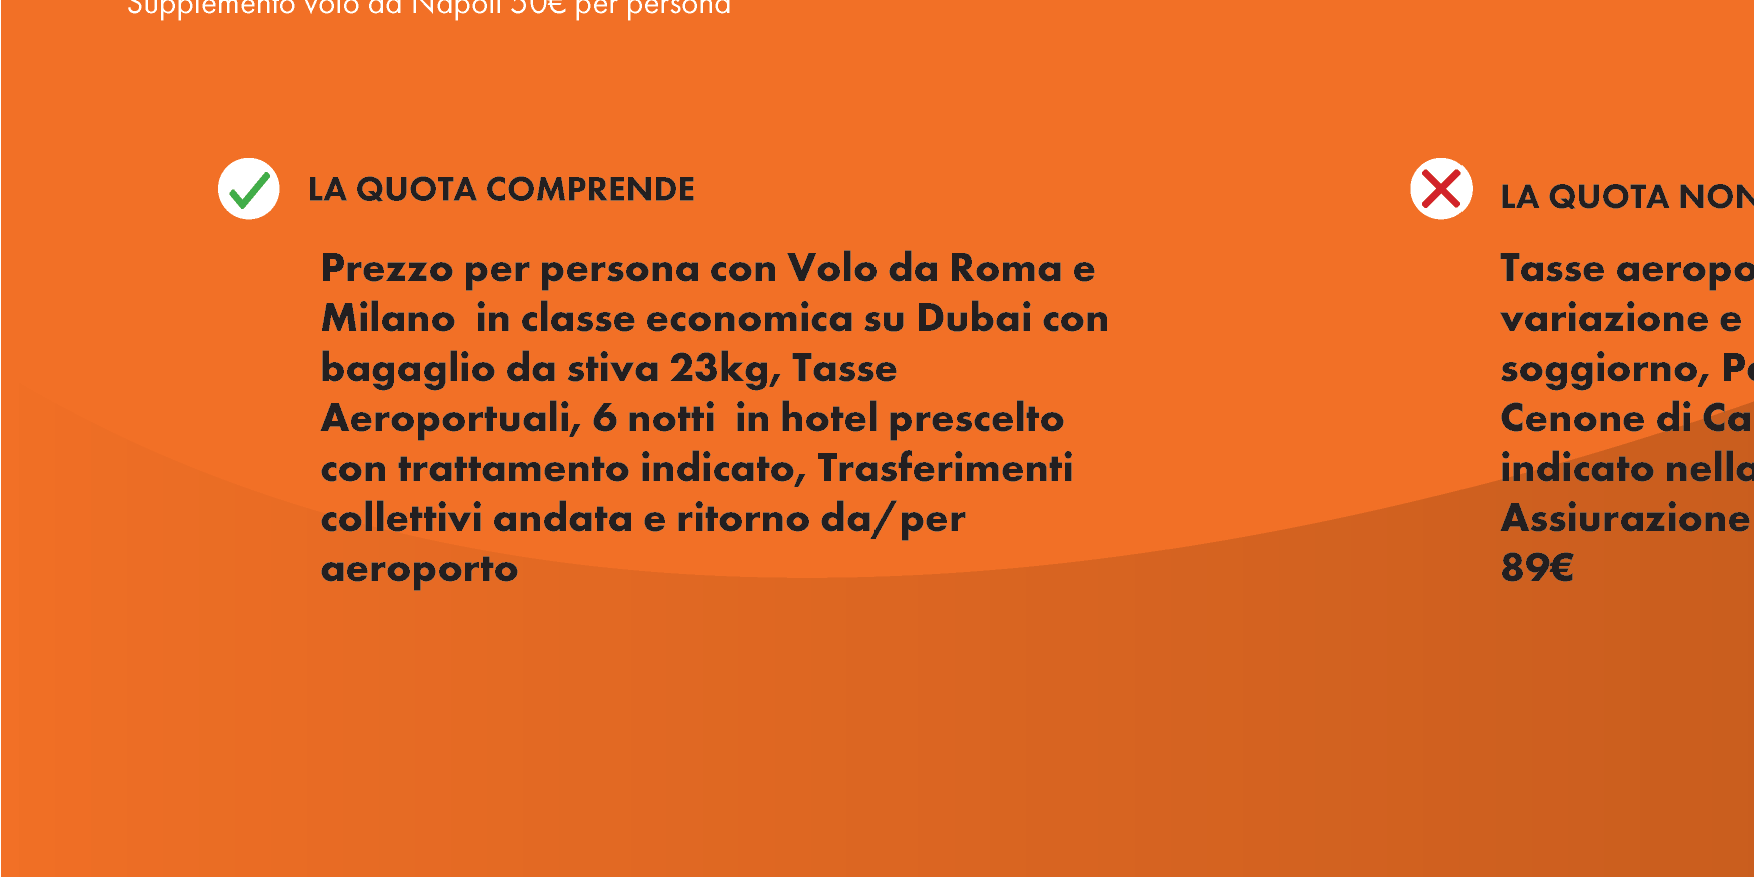 Supplemento volo da Napoli 50€ per persona
LA QUOTA COMPRENDE
Prezzo per persona con Volo da Roma e
Milano in classe economica su Dubai con
bagaglio da stiva 23kg, Tasse
Aeroportuali, 6 notti in hotel prescelto
con trattamento indicato, Trasferimenti
collettivi andata e ritorno da/per
aeroporto
LA QUOTA NON
Tasse
variazione e
soggiorno,
Cenone di
indicato nella
Assiurazione
89€